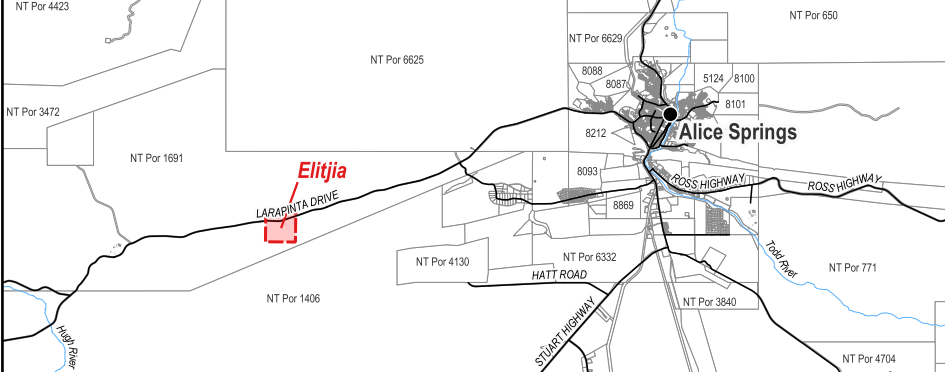 NT Por 4423
NT Por 650
NT Por 6629
NT Por 6625
8088
8087
5124
8100
8101
NT Por 3472
8212
Alice Springs
NT Por 1691
Elitjia
8093
ROSS HIGHWAY
ROSS HIGHWAY
LARAPINTA DRIVE
8869
NT Por 4130
NT Por 6332
Todd River
NT Por 771
HATT ROAD
NT Por 1406
NT Por 3840
STUART HIGHWAY
Hugh River
NT Por 4704